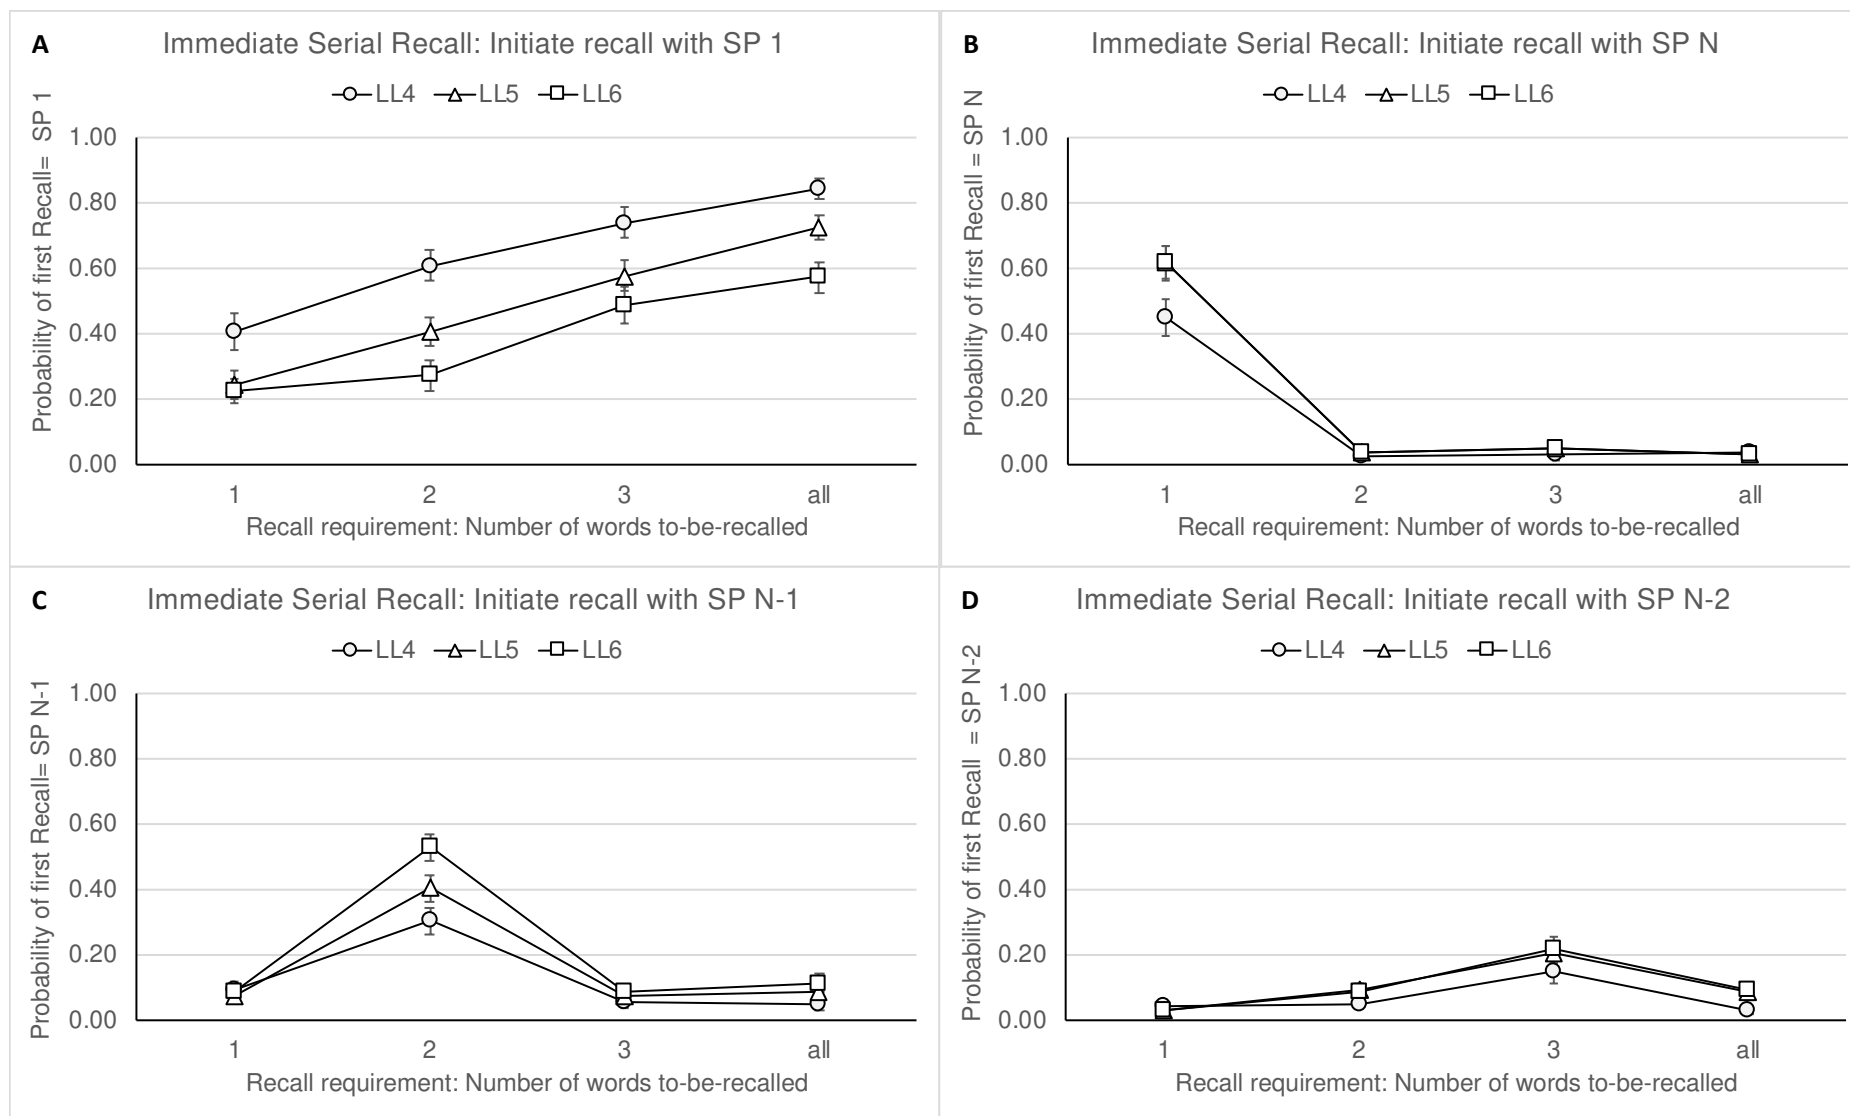 A
Immediate Serial Recall: Initiate recall with SP 1
LL4 LL5 LL6
Probability of first Recall= SP 1
1.00
0.80
0.60
0.40
0.20
0.00
1 2 3 all
Recall requirement: Number of words to-be-recalled
B
Immediate Serial Recall: Initiate recall with SP N
LL4 LL5 LL6
Probability of first Recall = SP N
1.00
0.80
0.60
0.40
0.20
0.00
1 2 3 all
Recall requirement: Number of words to-be-recalled
C
Immediate Serial Recall: Initiate recall with SP N-1
LL4 LL5 LL6
Probability of first Recall= SP N-1
1.00
0.80
0.60
0.40
0.20
0.00
1 2 3 all
Recall requirement: Number of words to-be-recalled
D
Immediate Serial Recall: Initiate recall with SP N-2
LL4 LL5 LL6
Probability of first Recall = SP N-2
1.00
0.80
0.60
0.40
0.20
0.00
1 2 3 all
Recall requirement: Number of words to-be-recalled